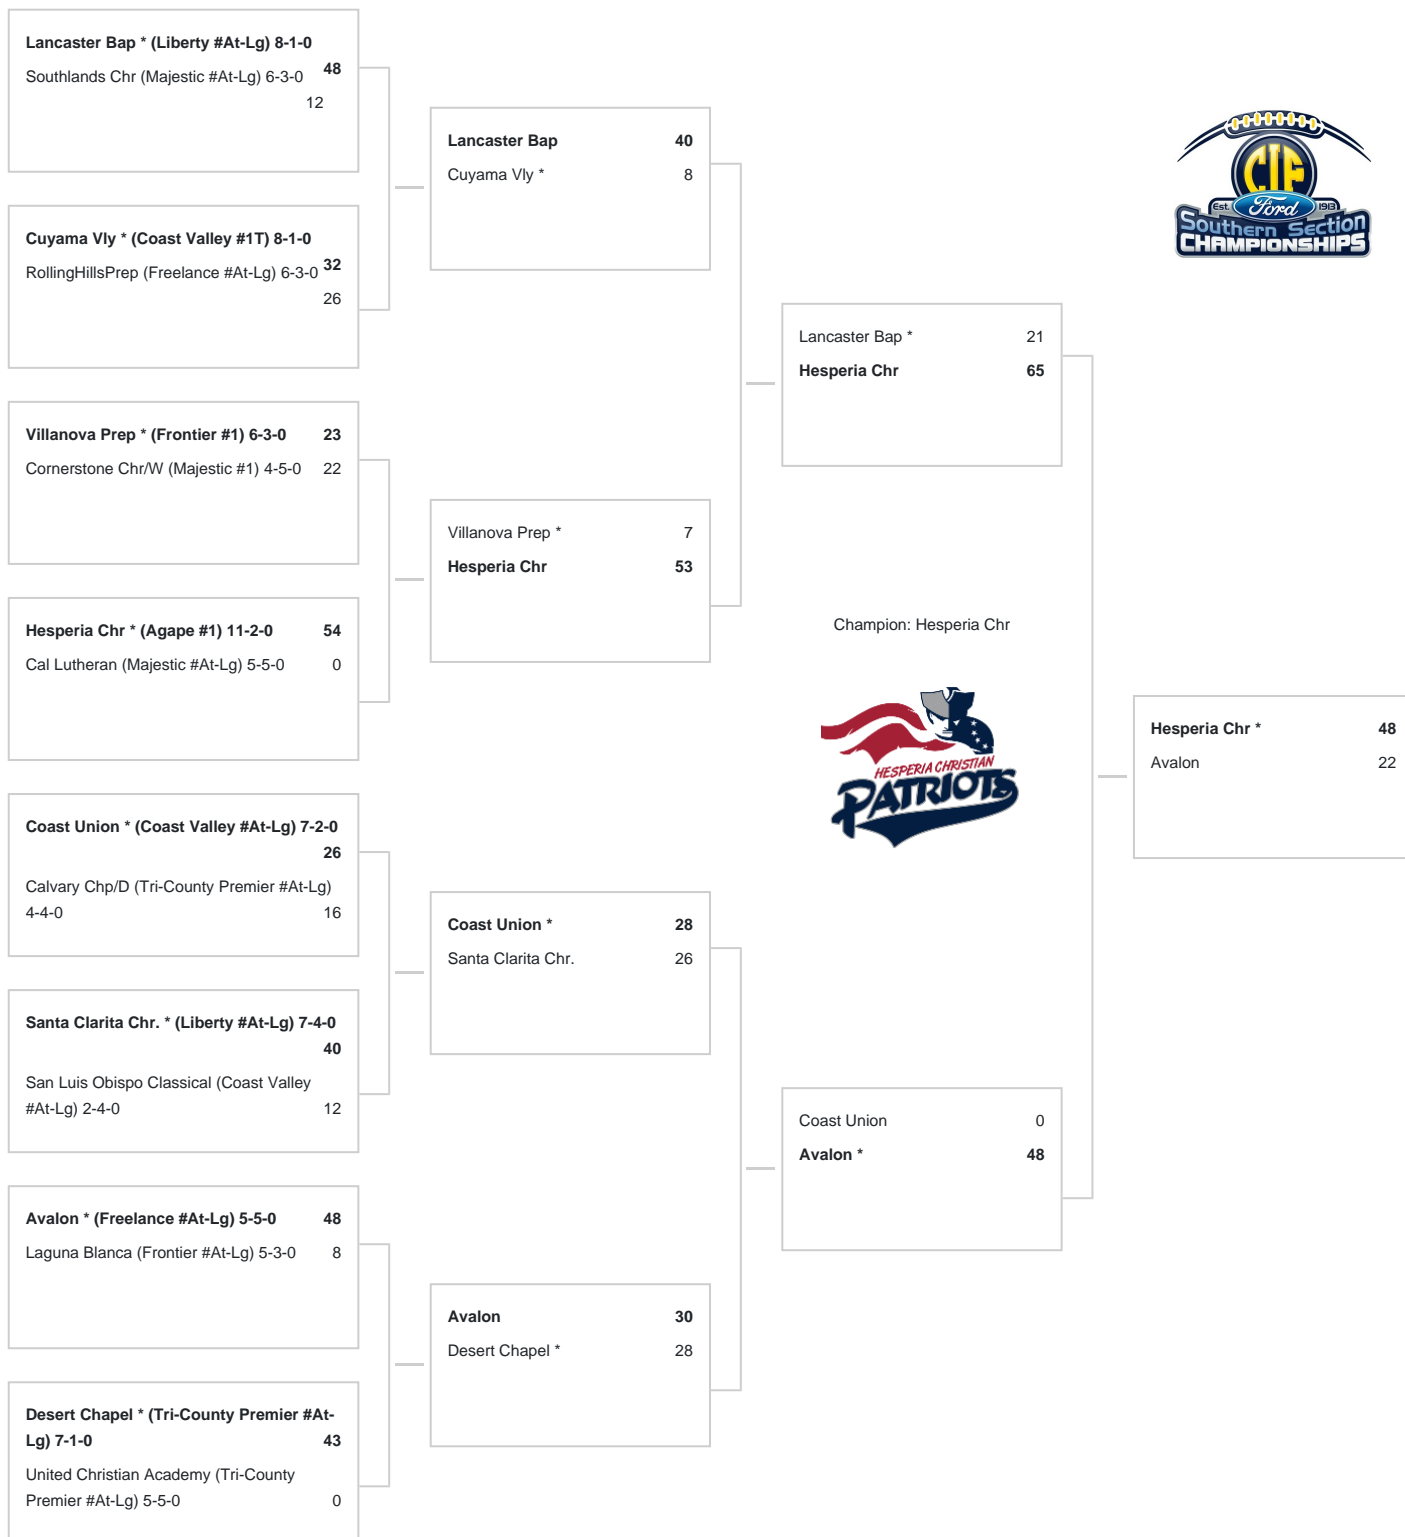 Lancaster Bap * (Liberty #At-Lg) 8-1-0
48
Southlands Chr (Majestic #At-Lg) 6-3-0
12
Cuyama Vly * (Coast Valley #1T) 8-1-0
32
RollingHillsPrep (Freelance #At-Lg) 6-3-0
26
Villanova Prep * (Frontier #1) 6-3-0 23
Cornerstone Chr/W (Majestic #1) 4-5-0 22
Hesperia Chr * (Agape #1) 11-2-0 54
Cal Lutheran (Majestic #At-Lg) 5-5-0 0
Coast Union * (Coast Valley #At-Lg) 7-2-0
26
Calvary Chp/D (Tri-County Premier #At-Lg)
4-4-0 16
Santa Clarita Chr. * (Liberty #At-Lg) 7-4-0
40
San Luis Obispo Classical (Coast Valley
#At-Lg) 2-4-0 12
Avalon * (Freelance #At-Lg) 5-5-0 48
Laguna Blanca (Frontier #At-Lg) 5-3-0 8
Desert Chapel * (Tri-County Premier #At-
Lg) 7-1-0 43
United Christian Academy (Tri-County
Premier #At-Lg) 5-5-0 0
Lancaster Bap 40
Cuyama Vly * 8
Villanova Prep * 7
Hesperia Chr 53
Coast Union * 28
Santa Clarita Chr. 26
Avalon 30
Desert Chapel * 28
Lancaster Bap * 21
Hesperia Chr 65
Coast Union 0
Avalon * 48
Champion: Hesperia Chr
HESPERIA CHRISTIAN
PATRIOTS
Hesperia Chr * 48
Avalon 22
CIF
Est. Ford 1913
Southern Section
CHAMPIONSHIPS